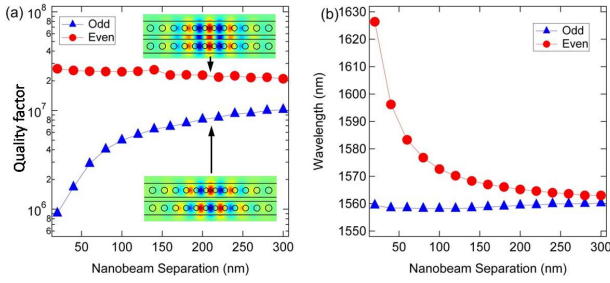 (a)
Odd
Even
Quality factor
10^8
8
6
4
2
10^7
8
6
4
2
10^6
8
6
50 100 150 200 250 300
Nanobeam Separation (nm)
(b)
Odd
Even
Wavelength (nm)
1630
1620
1610
1600
1590
1580
1570
1560
1550
50 100 150 200 250 300
Nanobeam Separation (nm)